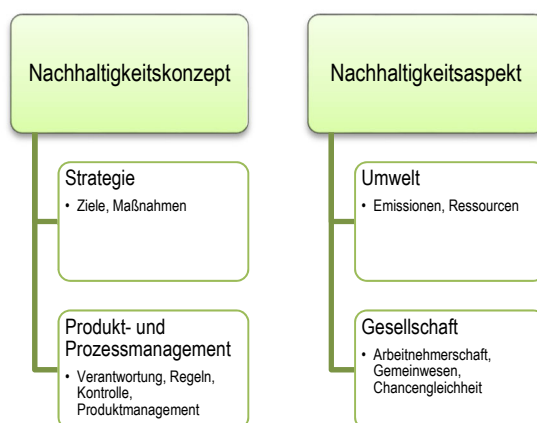 Nachhaltigkeitskonzept
Strategie
• Ziele, Maßnahmen
Produkt- und
Prozessmanagement
• Verantwortung, Regeln,
Kontrolle,
Produktmanagement
Nachhaltigkeitsaspekt
Umwelt
• Emissionen, Ressourcen
Gesellschaft
• Arbeitnehmerschaft,
Gemeinwesen,
Chancengleichheit